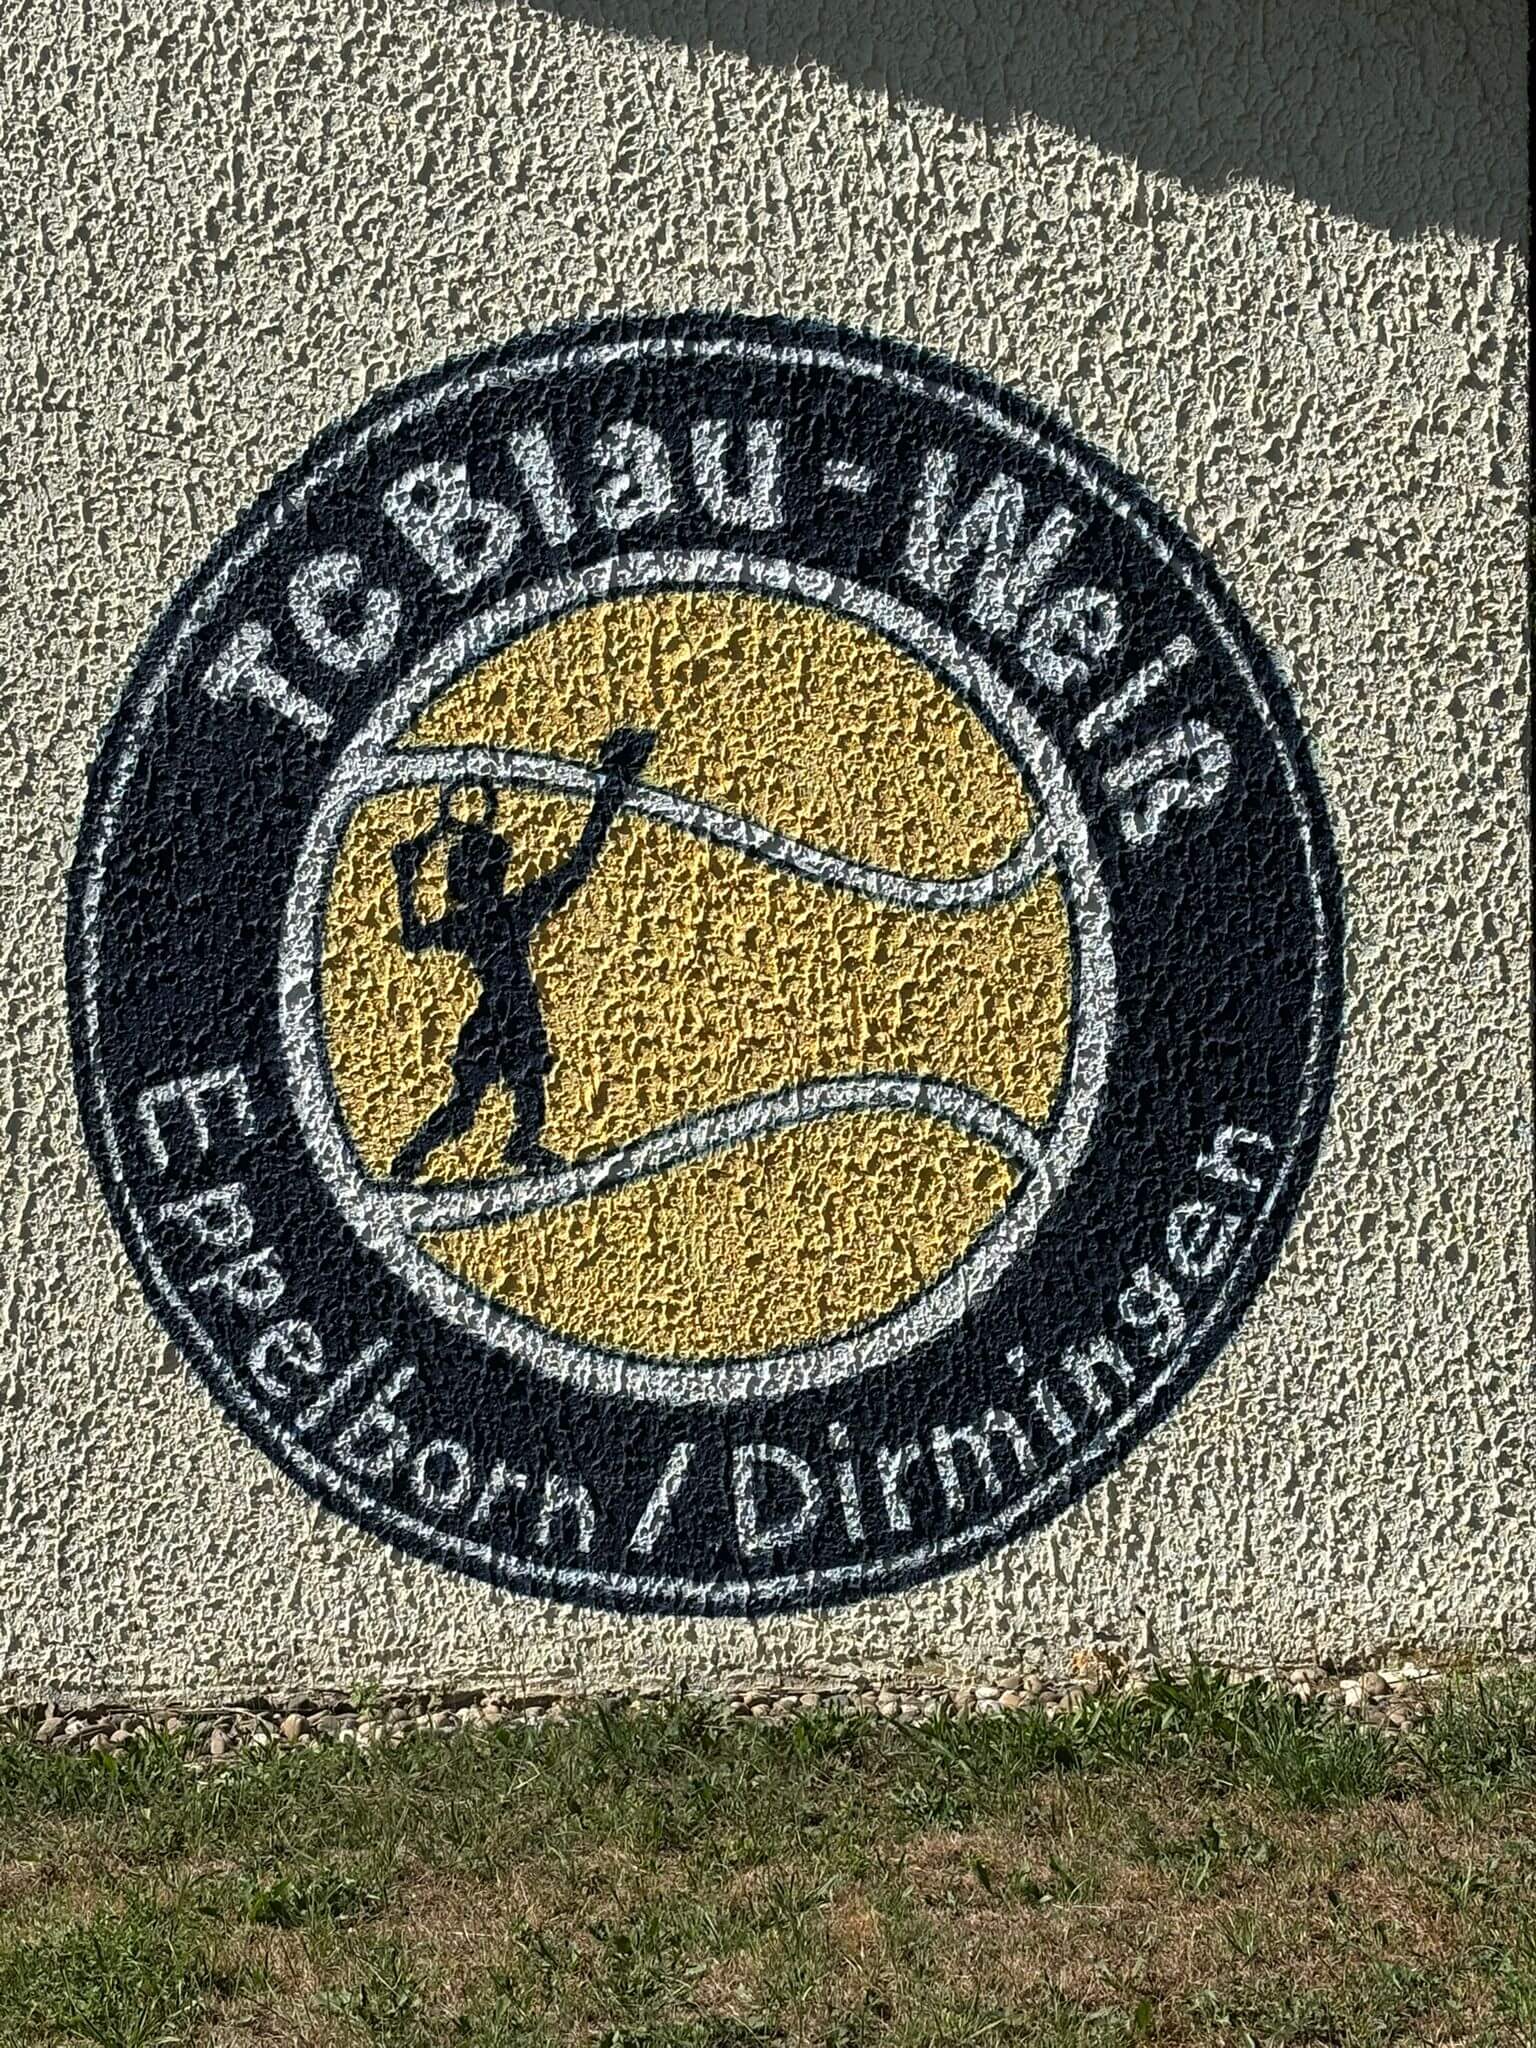 TC Blau-Weiß
Eppelborn / Dirmingen